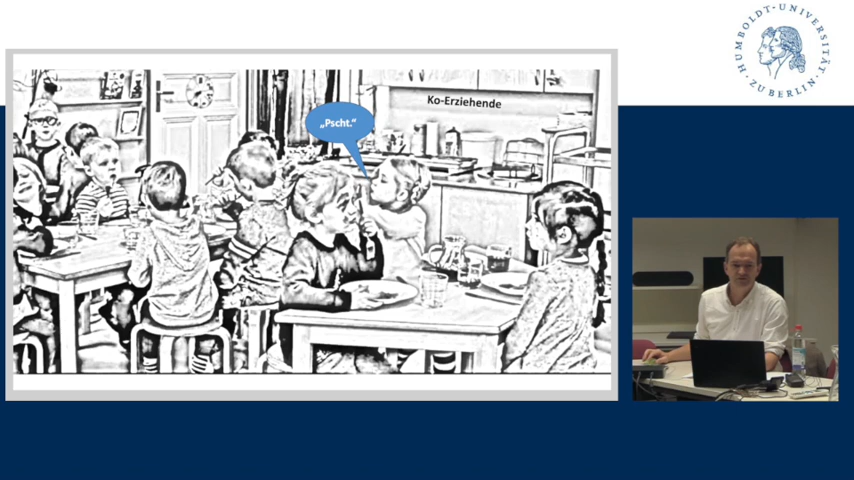 HUMBOLDT-UNIVERSITÄT
ZU BERLIN
Ko-Erziehende
„Pscht.“